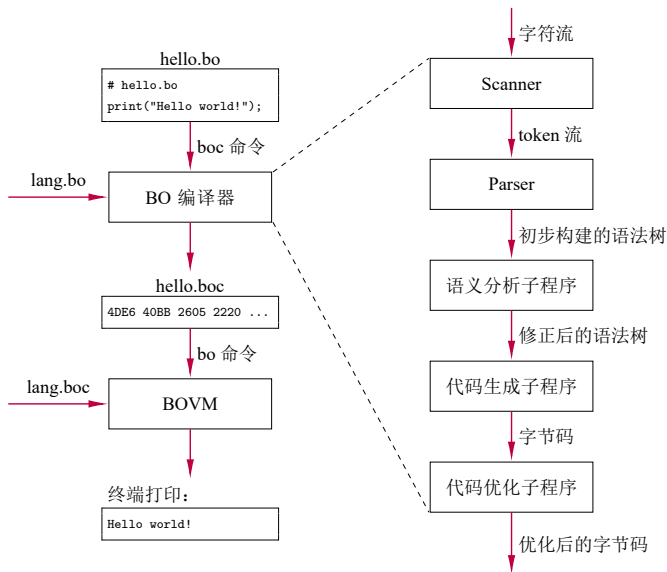 hello.bo
# hello.bo
print("Hello world!");
boc 命令
lang.bo
BO 编译器
hello.boc
4DE6 40BB 2605 2220 ...
bo 命令
lang.boc
BOVM
终端打印：
Hello world!
字符流
Scanner
token 流
Parser
初步构建的语法树
语义分析子程序
修正后的语法树
代码生成子程序
字节码
代码优化子程序
优化后的字节码